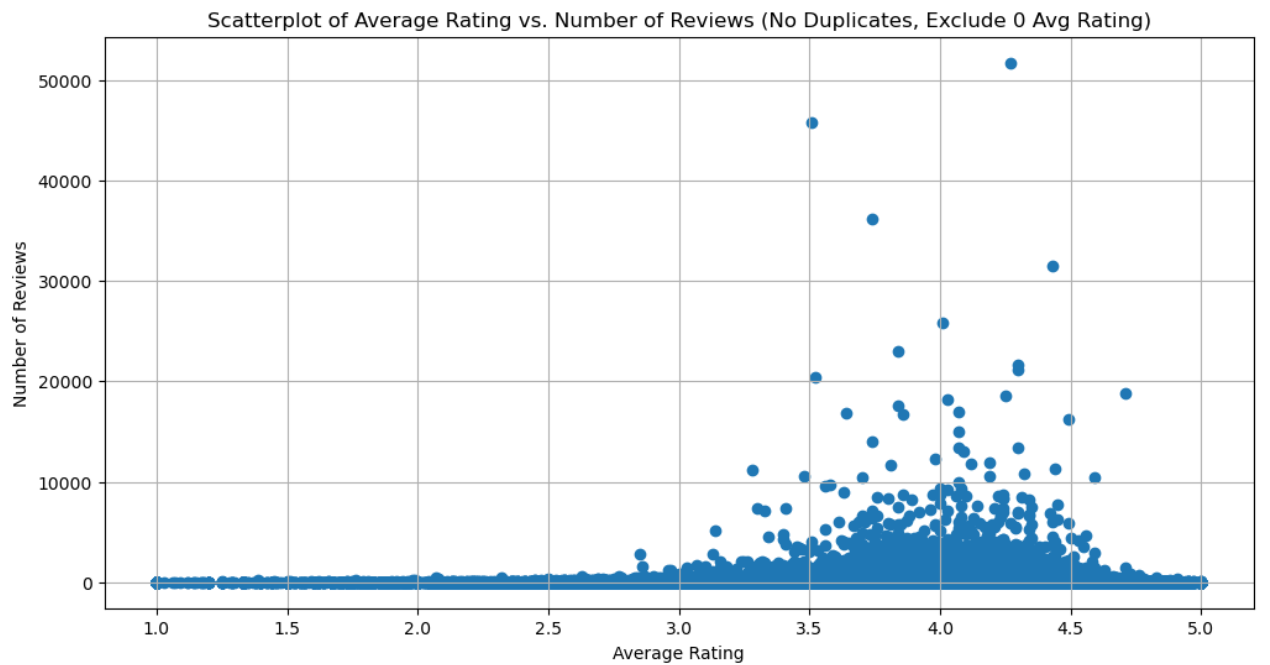 Scatterplot of Average Rating vs. Number of Reviews (No Duplicates, Exclude 0 Avg Rating)
Number of Reviews
50000
40000
30000
20000
10000
0
1.0 1.5 2.0 2.5 3.0 3.5 4.0 4.5 5.0
Average Rating